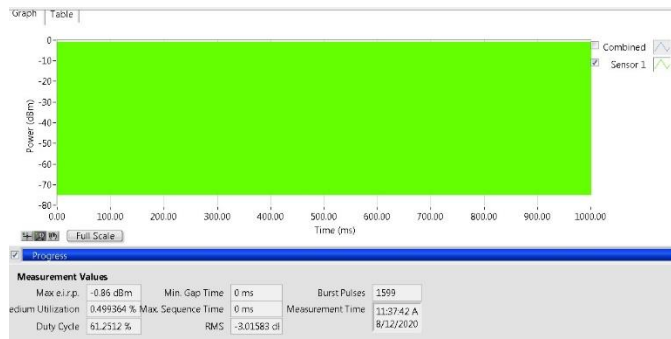 Graph Table
0
-10
-20
-30
-40
-50
-60
-70
-80
Power (dBm)
0.00 100.00 200.00 300.00 400.00 500.00 600.00 700.00 800.00 900.00 1000.00
Time (ms)
Combined
Sensor 1
Full Scale
Progress
Measurement Values
Max e.i.r.p. -0.86 dBm Min. Gap Time 0 ms Burst Pulses 1599
edium Utilization 0.499364 % Max. Sequence Time 0 ms Measurement Time 11:37:42 A
8/12/2020
Duty Cycle 61.2512 % RMS -3.01583 dl